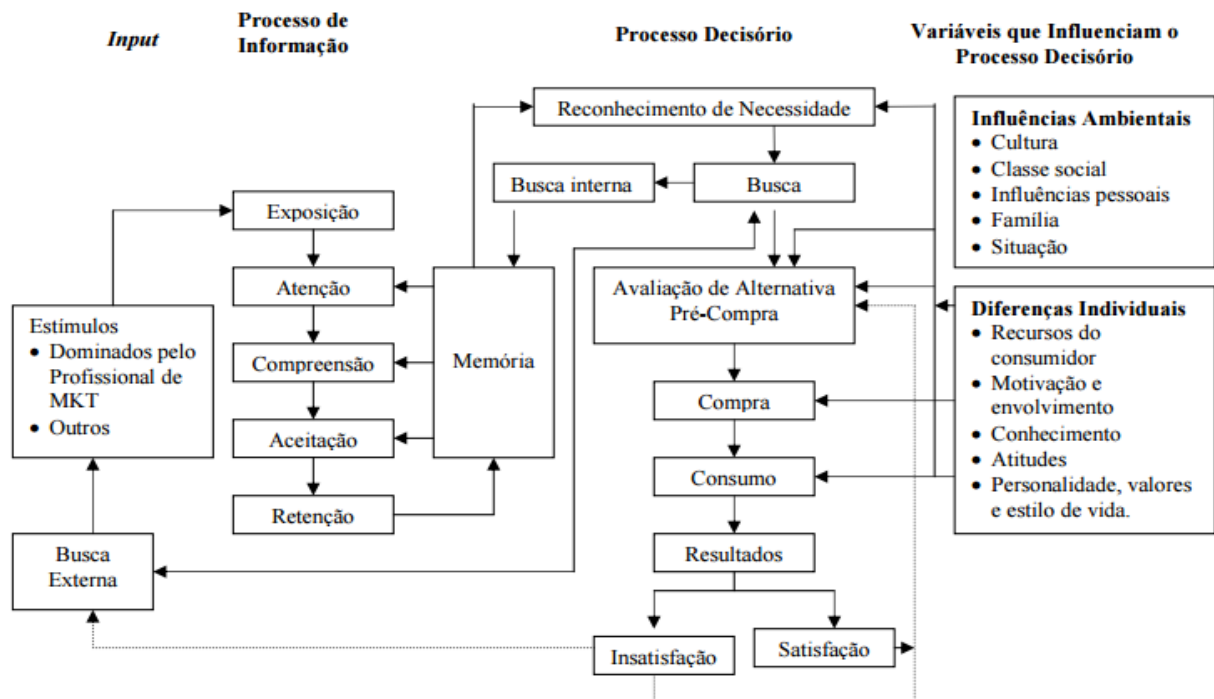 Input
Processo de
Informação
Processo Decisório
Variáveis que Influenciam o
Processo Decisório
Reconhecimento de Necessidade
Busca interna
Busca
Exposição
Atenção
Compreensão
Aceitação
Retenção
Memória
Estímulos
• Dominados pelo
Profissional de
MKT
• Outros
Busca
Externa
Avaliação de Alternativa
Pré-Compra
Compra
Consumo
Resultados
Insatisfação
Satisfação
Influências Ambientais
• Cultura
• Classe social
• Influências pessoais
• Família
• Situação
Diferenças Individuais
• Recursos do
consumidor
• Motivação e
envolvimento
• Conhecimento
• Atitudes
• Personalidade, valores
e estilo de vida.